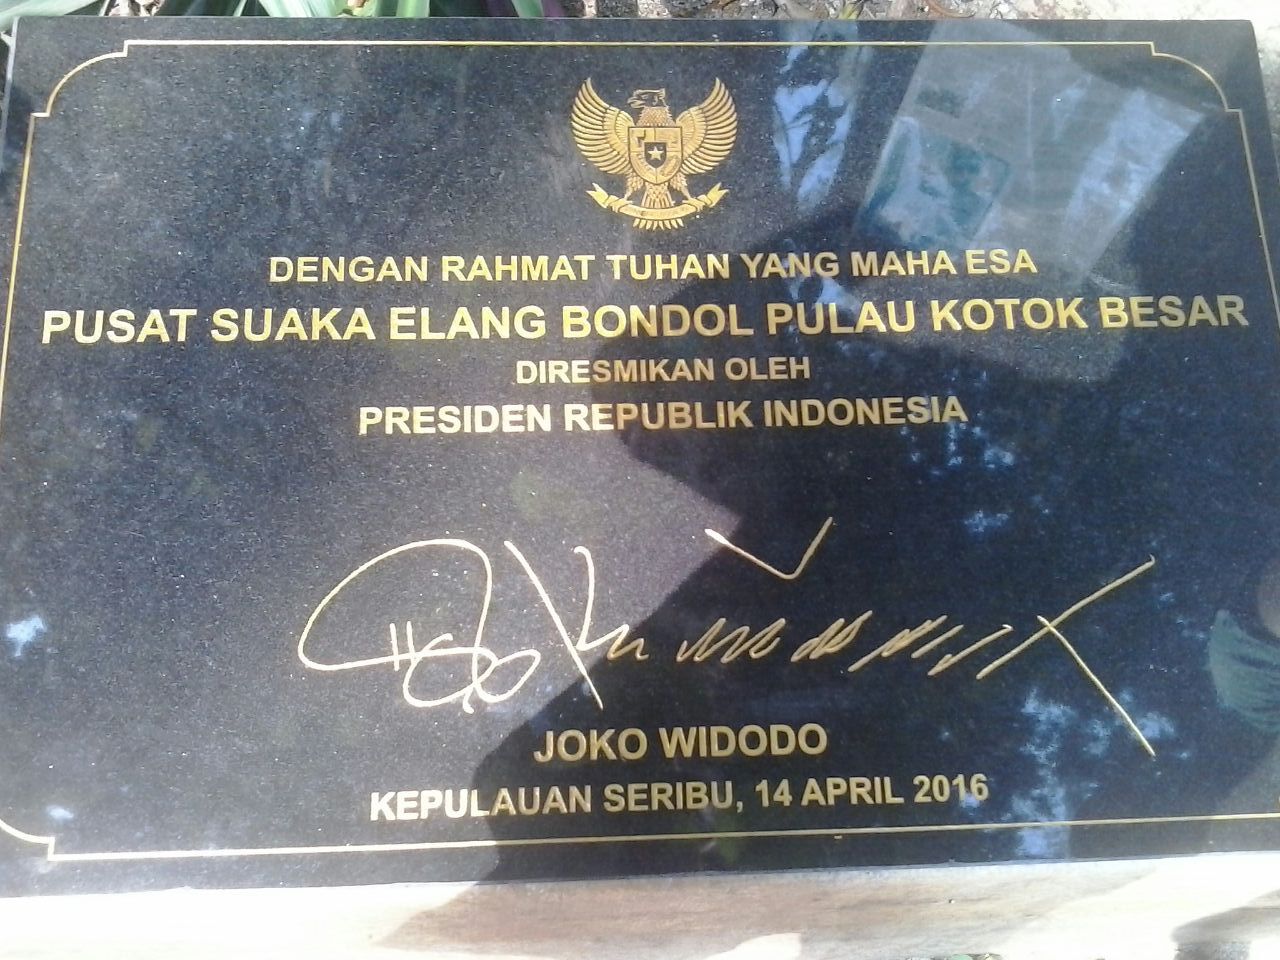 DENGAN RAHMAT TUHAN YANG MAHA ESA
PUSAT SUAKA ELANG BONDOL PULAU KOTOK BESAR
DIRESMIKAN OLEH
PRESIDEN REPUBLIK INDONESIA
JOKO WIDODO
KEPULAUAN SERIBU, 14 APRIL 2016